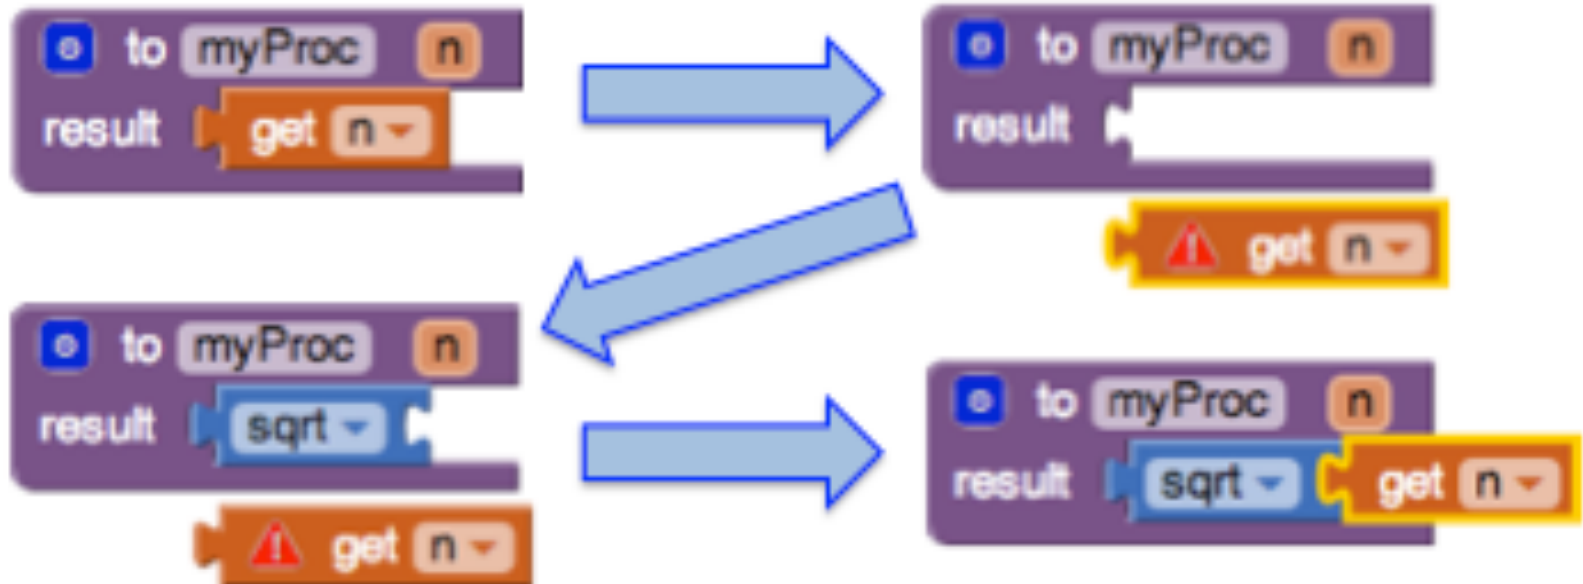 to myProc n
result get n
to myProc n
result
get n
to myProc n
result sqrt
get n
to myProc n
result sqrt get n